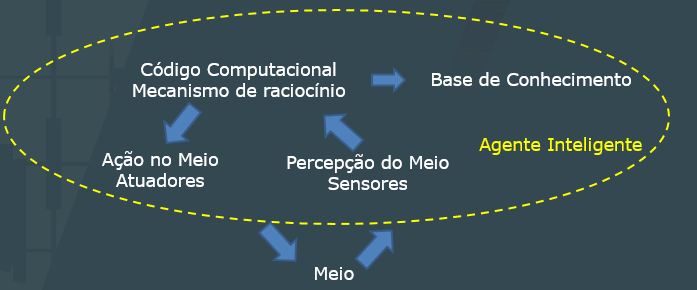 Código Computacional
Mecanismo de raciocínio
Base de Conhecimento
Agente Inteligente
Ação no Meio
Atuadores
Percepção do Meio
Sensores
Meio